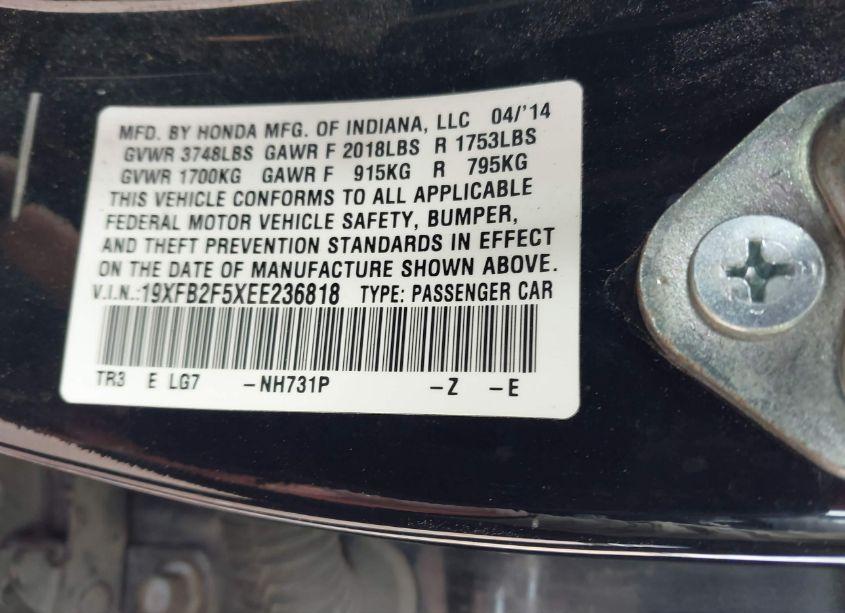 MFD. BY HONDA MFG. OF INDIANA, LLC 04/'14
GVWR 3748LBS GAWR F 2018LBS R 1753LBS
GVWR 1700KG GAWR F 915KG R 795KG
THIS VEHICLE CONFORMS TO ALL APPLICABLE
FEDERAL MOTOR VEHICLE SAFETY, BUMPER,
AND THEFT PREVENTION STANDARDS IN EFFECT
ON THE DATE OF MANUFACTURE SHOWN ABOVE.
V.I.N.:19XFB2F5XEE236818 TYPE: PASSENGER CAR
TR3 E LG7 -NH731P -Z -E